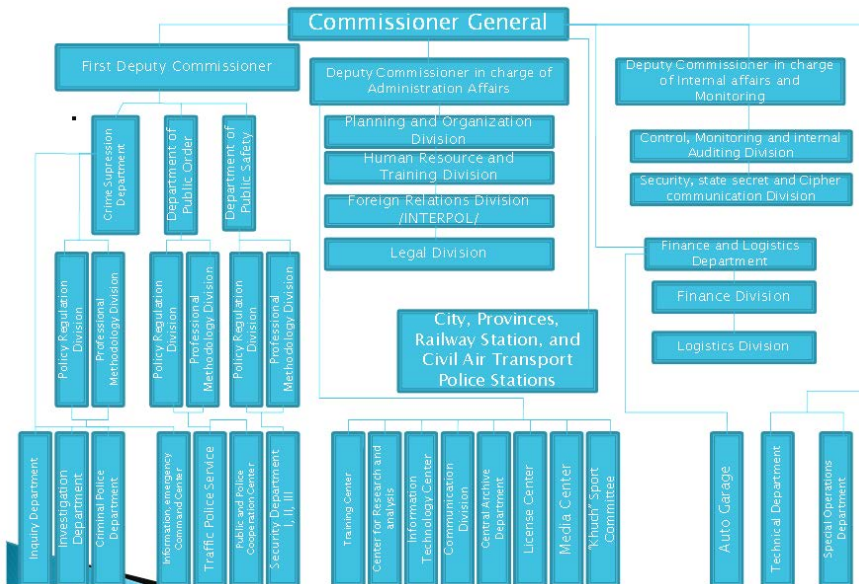 Commissioner General
First Deputy Commissioner
Deputy Commissioner in charge of
Administration Affairs
Deputy Commissioner in charge
of Internal affairs and
Monitoring
Crime Supression
Department
Department of
Public Order
Department of
Public Safety
Planning and Organization
Division
Human Resource and
Training Division
Foreign Relations Division
/INTERPOL/
Legal Division
Control, Monitoring and internal
Auditing Division
Security, state secret and Cipher
communication Division
Finance and Logistics
Department
Finance Division
Logistics Division
Policy Regulation
Division
Professional
Methodology Division
Policy Regulation
Division
Professional
Methodology Division
Policy Regulation
Division
Professional
Methodology Division
City, Provinces,
Railway Station, and
Civil Air Transport
Police Stations
Inquiry Department
Investigation
Department
Criminal Police
Department
Information, emergency
Command Center
Traffic Police Service
Public and Police
Cooperation Center
Security Department
I, II, III
Training Center
Center for Research and
analysis
Information
Technology Center
Communication
Division
Central Archive
Department
License Center
Media Center
"Khuch" Sport
Committee
Auto Garage
Technical Department
Special Operations
Department